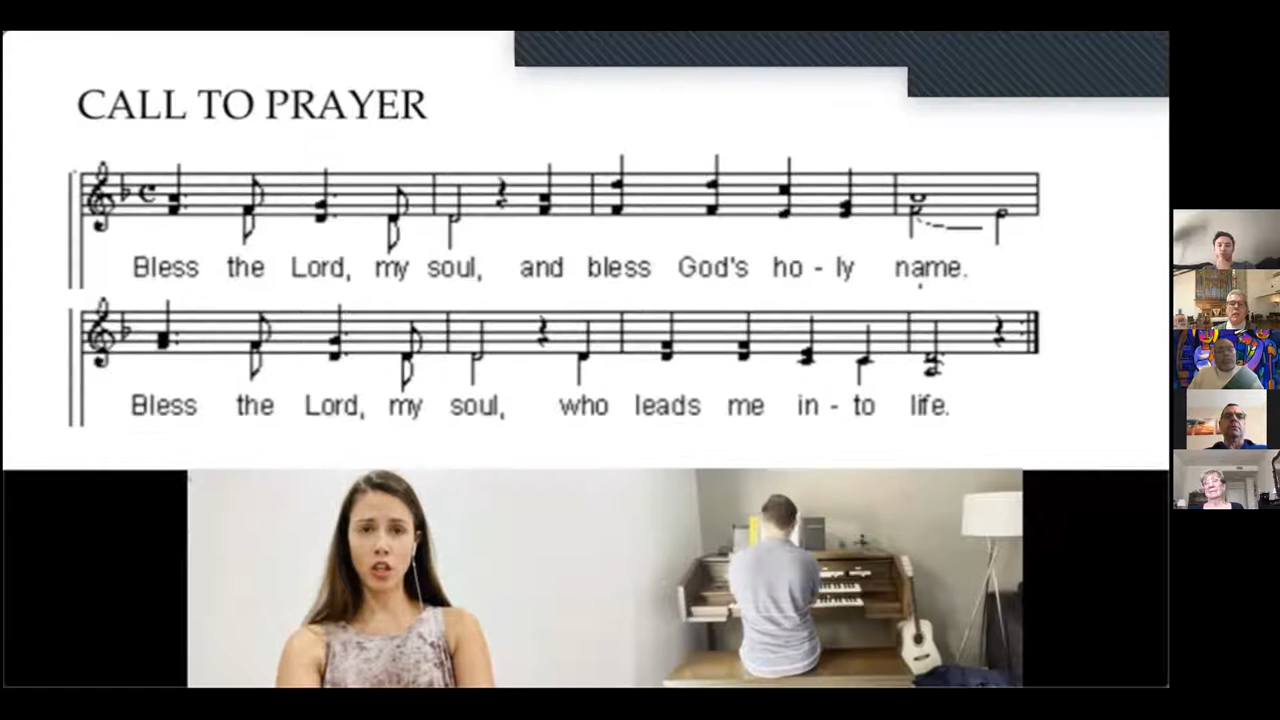 CALL TO PRAYER
Bless the Lord, my soul, and bless God's ho - ly name.
Bless the Lord, my soul, who leads me in - to life.